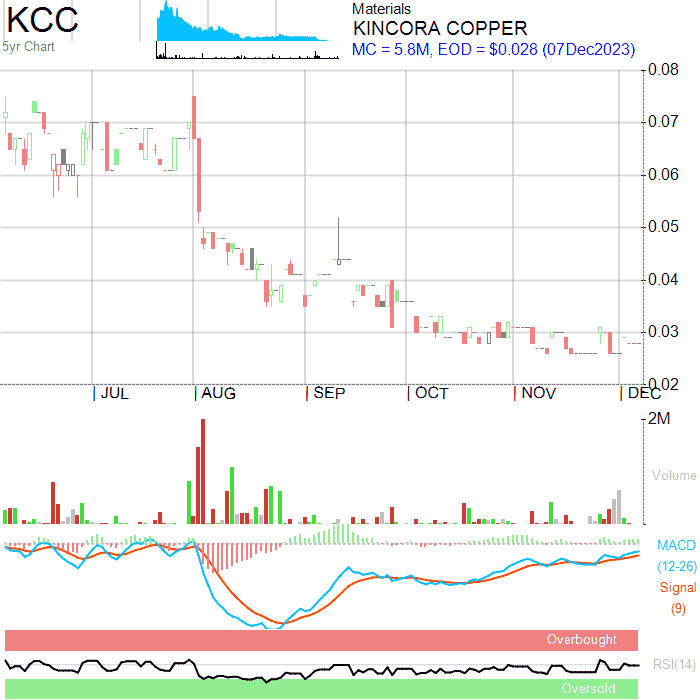 KCC
5yr Chart
Materials
KINCORA COPPER
MC = 5.8M, EOD = $0.028 (07Dec2023)
0.08
0.07
0.06
0.05
0.04
0.03
0.02
JUL AUG SEP OCT NOV DEC
2M
Volume
MACD
(12-26)
Signal
(9)
Overbought
RSI(14)
Oversold